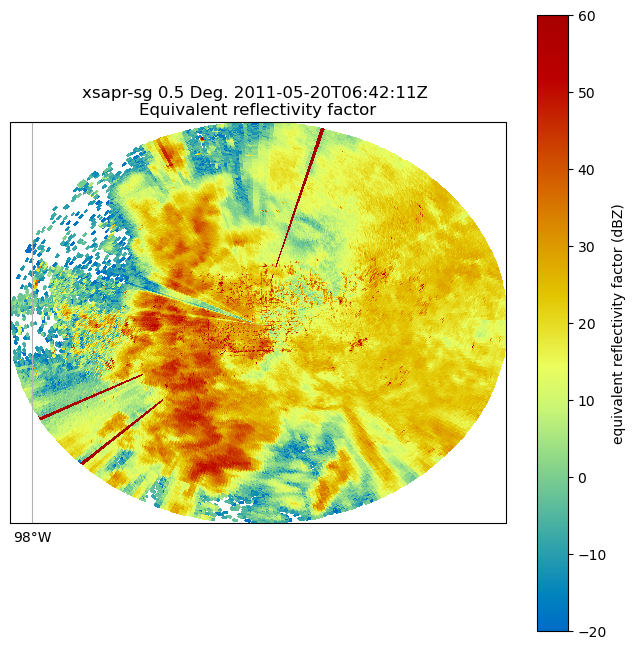 xsapr-sg 0.5 Deg. 2011-05-20T06:42:11Z
Equivalent reflectivity factor
60
50
40
30
20
10
0
−10
−20
equivalent reflectivity factor (dBZ)
98°W